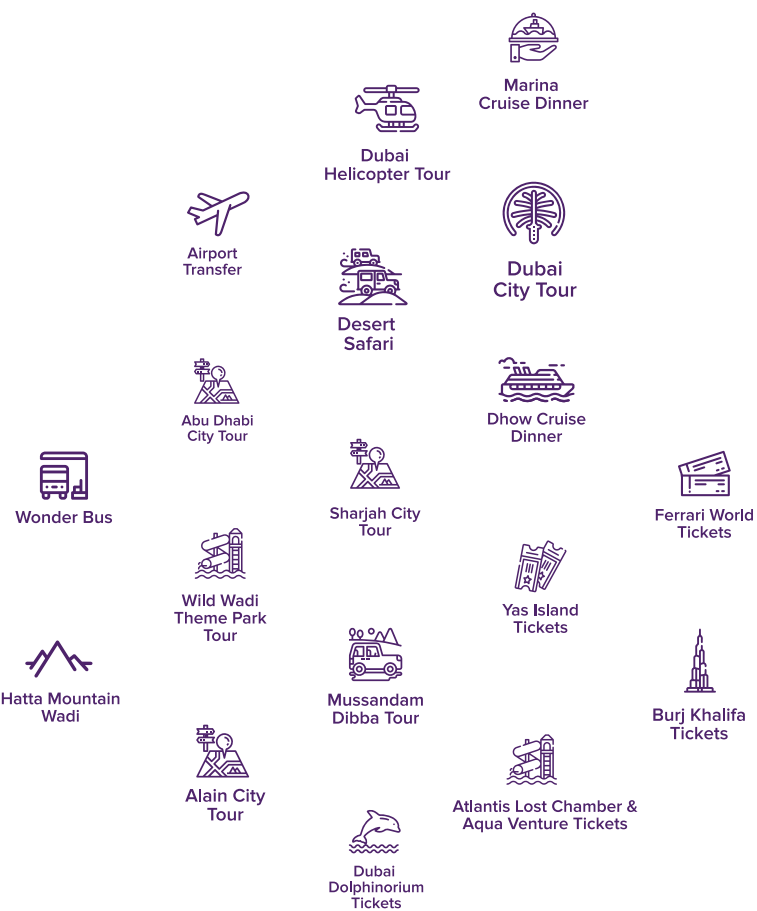 Marina
Cruise Dinner
Dubai
Helicopter Tour
Airport
Transfer
Dubai
City Tour
Desert
Safari
Abu Dhabi
City Tour
Dhow Cruise
Dinner
Wonder Bus
Sharjah City
Tour
Ferrari World
Tickets
Wild Wadi
Theme Park
Tour
Yas Island
Tickets
Hatta Mountain
Wadi
Mussandam
Dibba Tour
Burj Khalifa
Tickets
Alain City
Tour
Atlantis Lost Chamber &
Aqua Venture Tickets
Dubai
Dolphinorium
Tickets